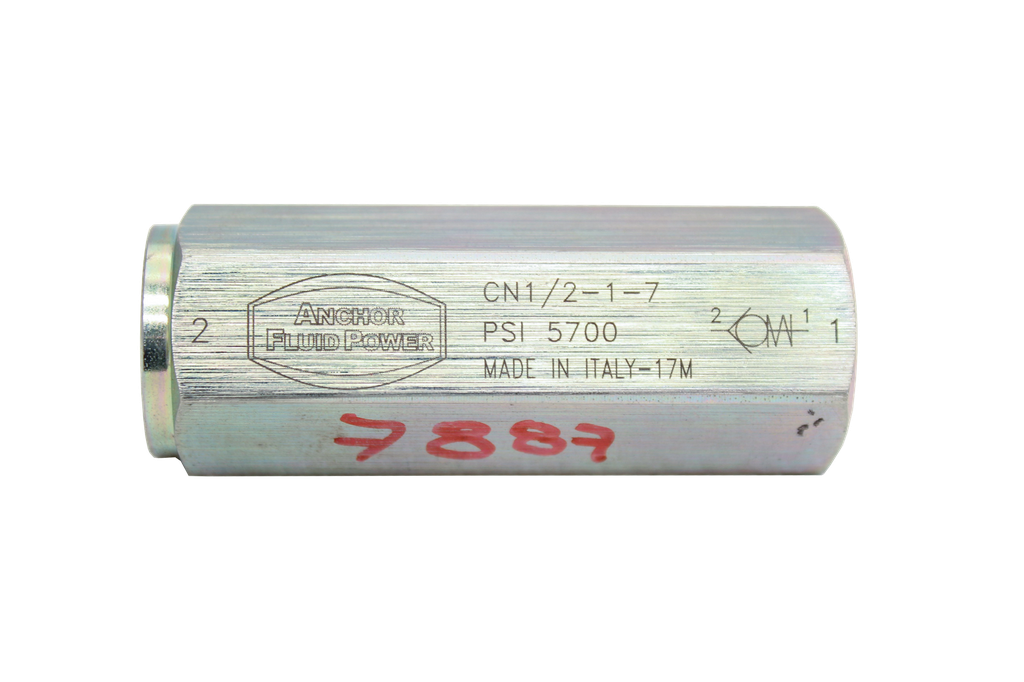 2
ANCHOR
FLUID POWER
CN1/2-1-7
PSI 5700
MADE IN ITALY-17M
2 1
1
7887